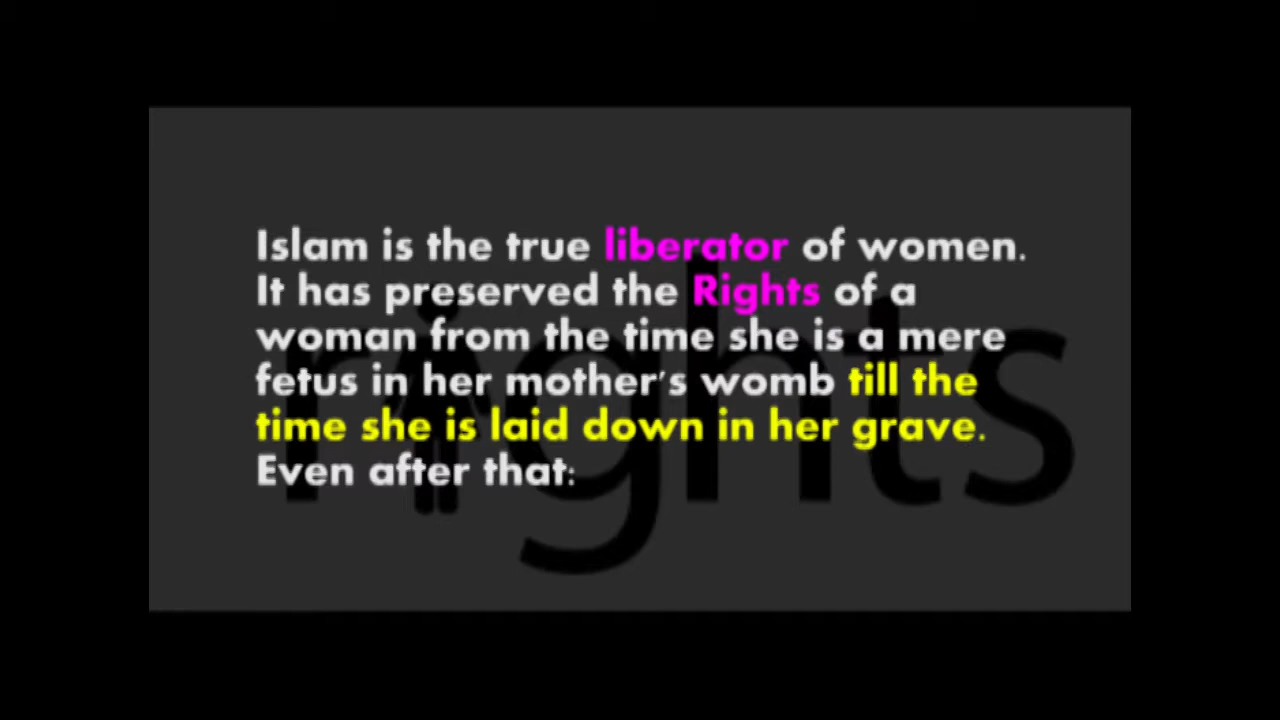 Islam is the true liberator of women.
It has preserved the Rights of a
woman from the time she is a mere
fetus in her mother's womb till the
time she is laid down in her grave.
Even after that:
rights